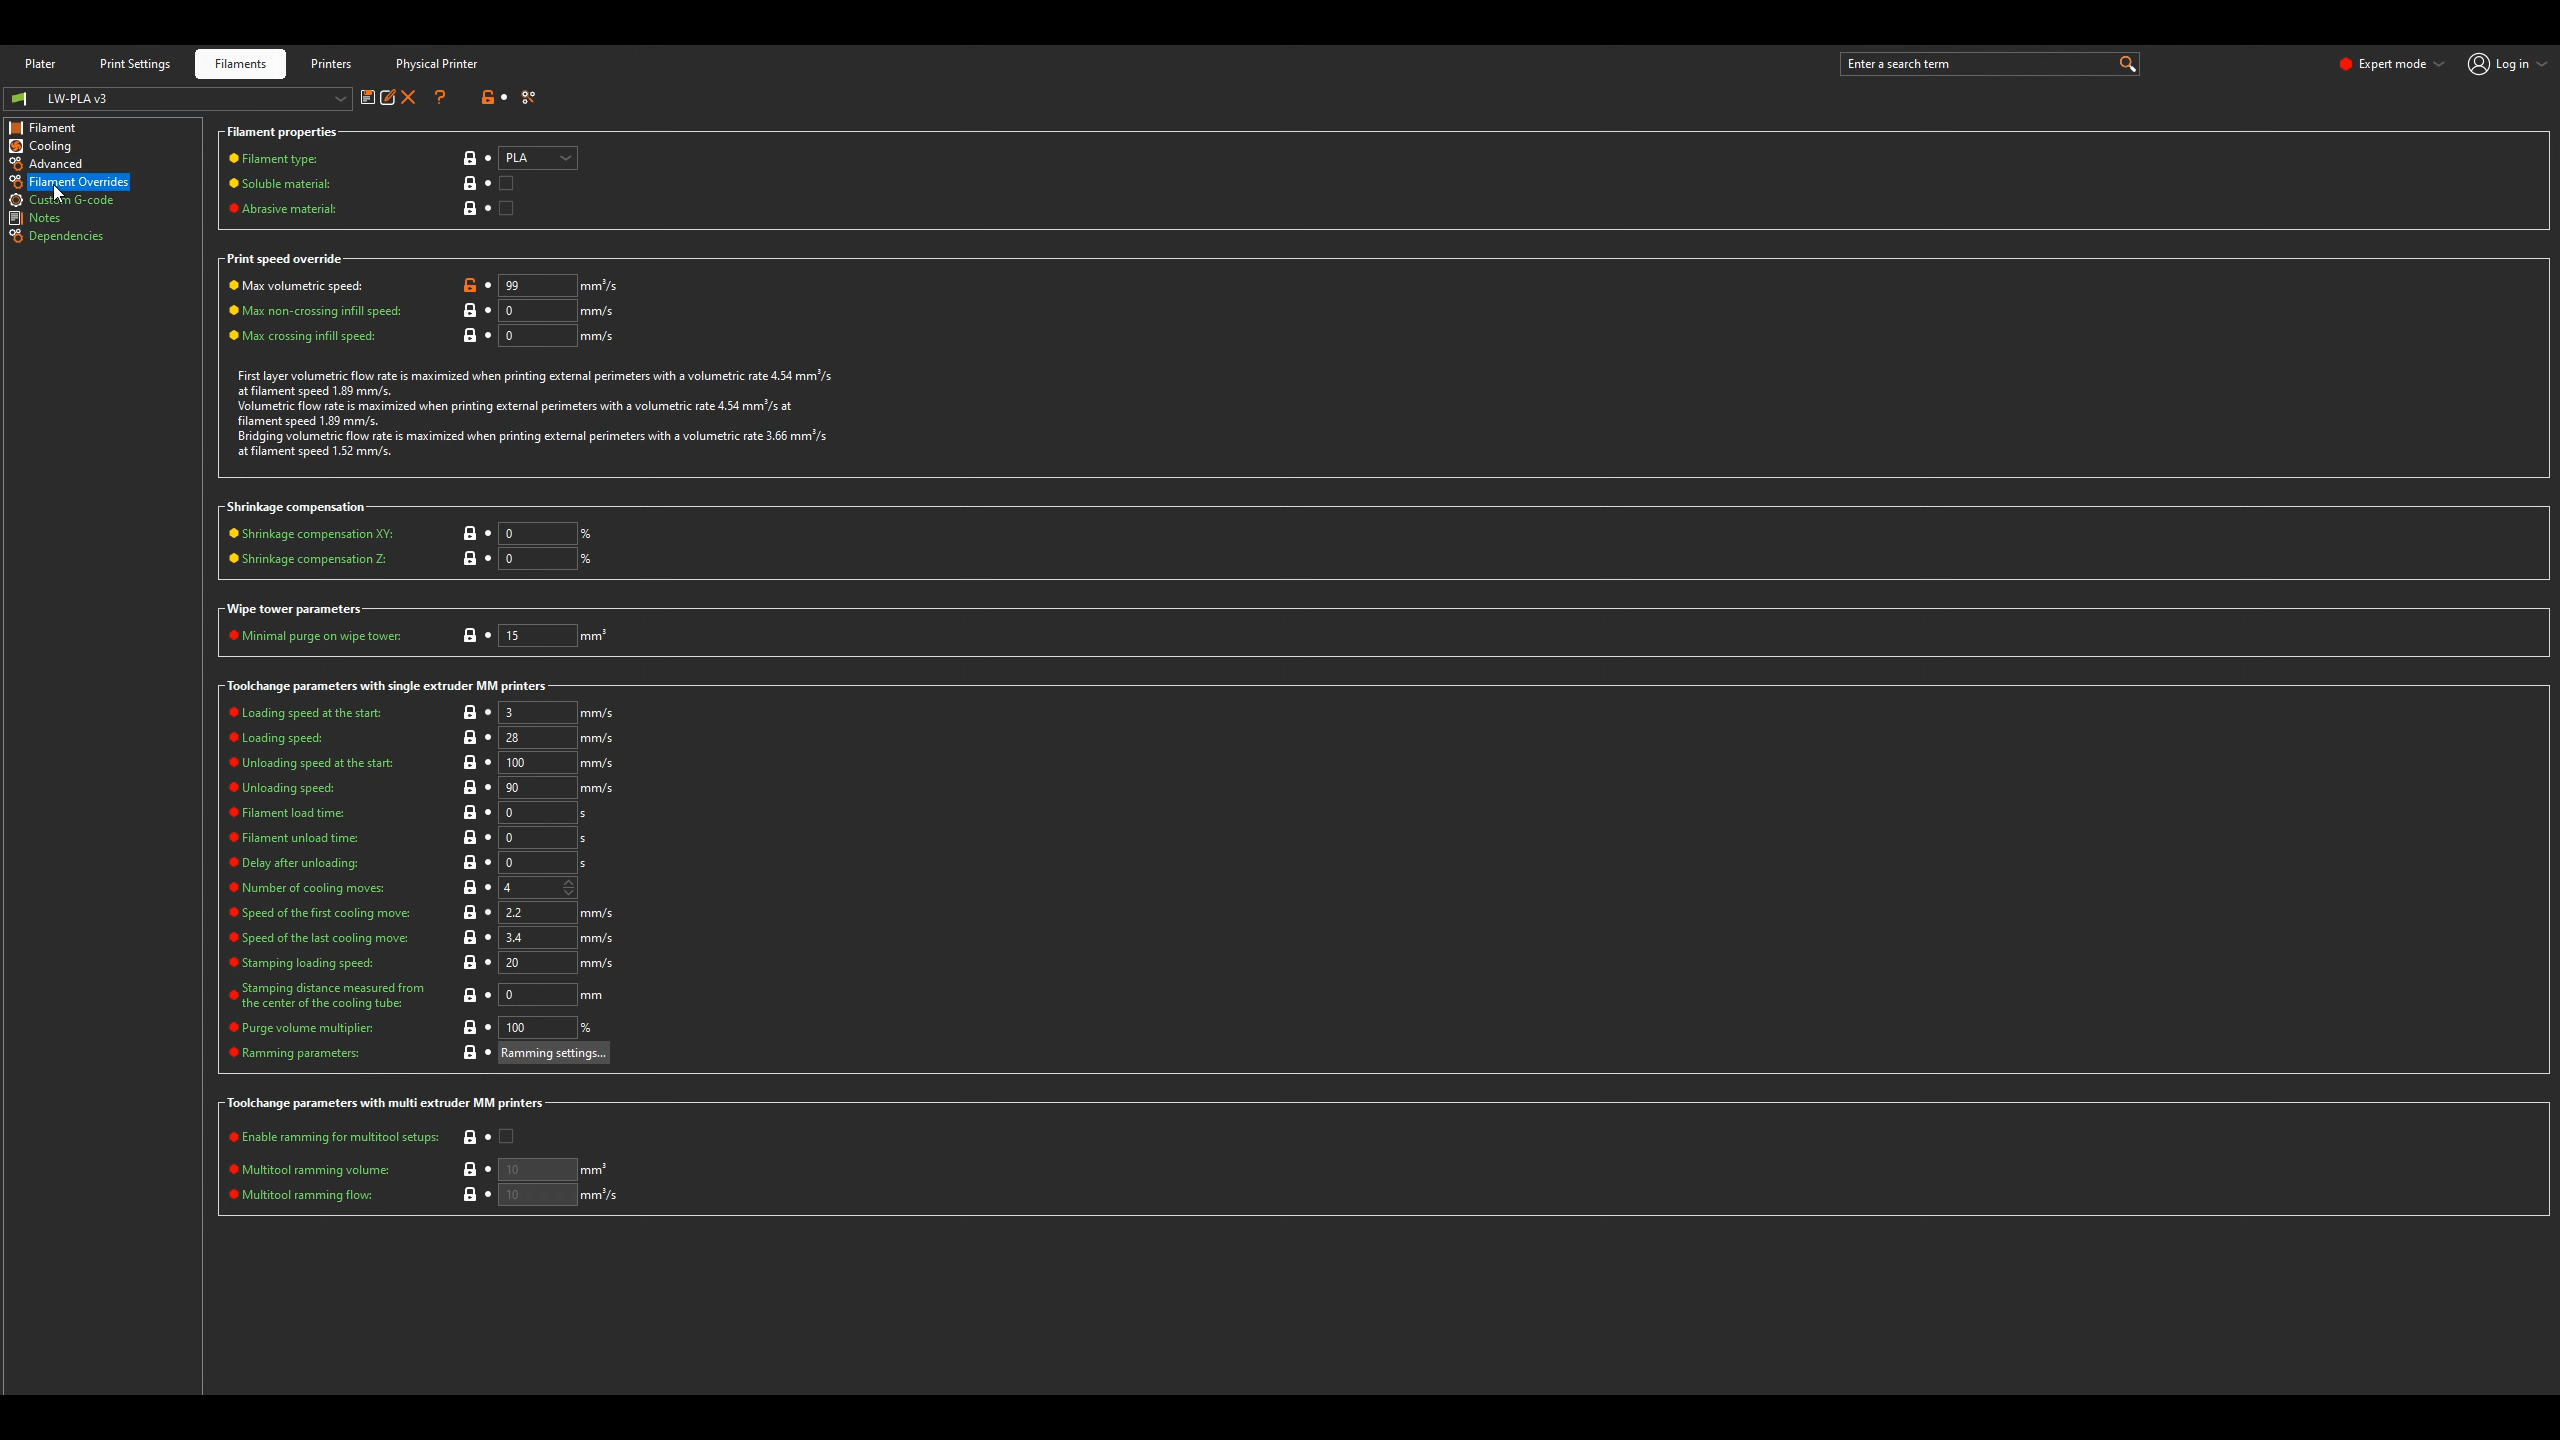 Plater Print Settings Filaments Printers Physical Printer Enter a search term Expert mode Log in
LW-PLA v3 ?
Filament
Cooling
Advanced
Filament Overrides
Custom G-code
Notes
Dependencies
Filament properties
Filament type: PLA
Soluble material:
Abrasive material:
Print speed override
Max volumetric speed: 99 mm³/s
Max non-crossing infill speed: 0 mm/s
Max crossing infill speed: 0 mm/s
First layer volumetric flow rate is maximized when printing external perimeters with a volumetric rate 4.54 mm³/s
at filament speed 1.89 mm/s.
Volumetric flow rate is maximized when printing external perimeters with a volumetric rate 4.54 mm³/s at
filament speed 1.89 mm/s.
Bridging volumetric flow rate is maximized when printing external perimeters with a volumetric rate 3.66 mm³/s
at filament speed 1.52 mm/s.
Shrinkage compensation
Shrinkage compensation XY: 0 %
Shrinkage compensation Z: 0 %
Wipe tower parameters
Minimal purge on wipe tower: 15 mm³
Toolchange parameters with single extruder MM printers
Loading speed at the start: 3 mm/s
Loading speed: 28 mm/s
Unloading speed at the start: 100 mm/s
Unloading speed: 90 mm/s
Filament load time: 0 s
Filament unload time: 0 s
Delay after unloading: 0 s
Number of cooling moves: 4
Speed of the first cooling move: 2.2 mm/s
Speed of the last cooling move: 3.4 mm/s
Stamping loading speed: 20 mm/s
Stamping distance measured from
the center of the cooling tube: 0 mm
Purge volume multiplier: 100 %
Ramming parameters: Ramming settings...
Toolchange parameters with multi extruder MM printers
Enable ramming for multitool setups:
Multitool ramming volume: 10 mm³
Multitool ramming flow: 10 mm³/s